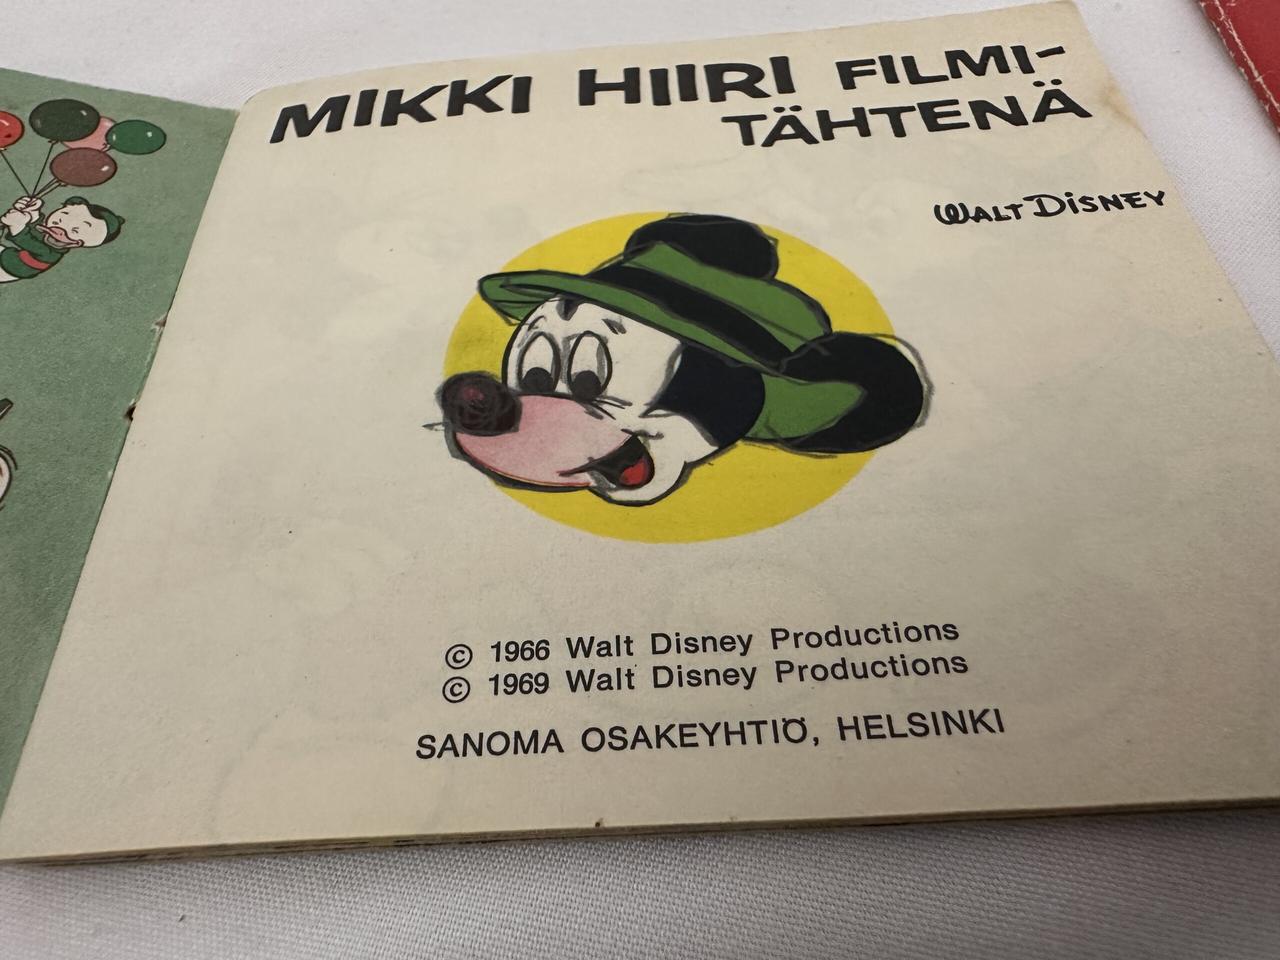 MIKKI HIIRI FILMI-
TÄHTENÄ
WALT DISNEY
© 1966 Walt Disney Productions
© 1969 Walt Disney Productions
SANOMA OSAKEYHTIÖ, HELSINKI